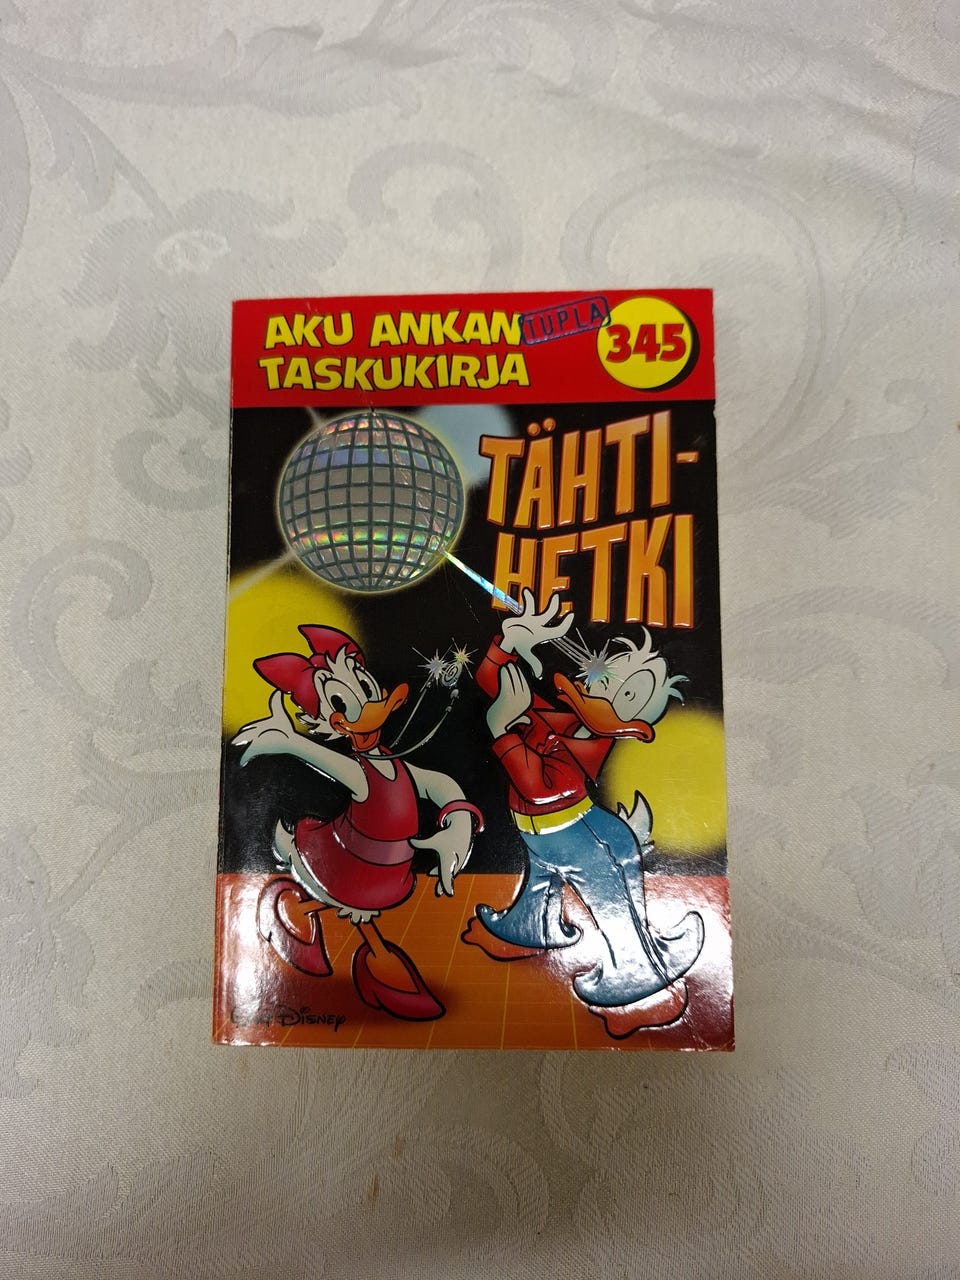 AKU ANKAN
TUPLA
TASKUKIRJA
345
TÄHTI-
HETKI
Walt Disney